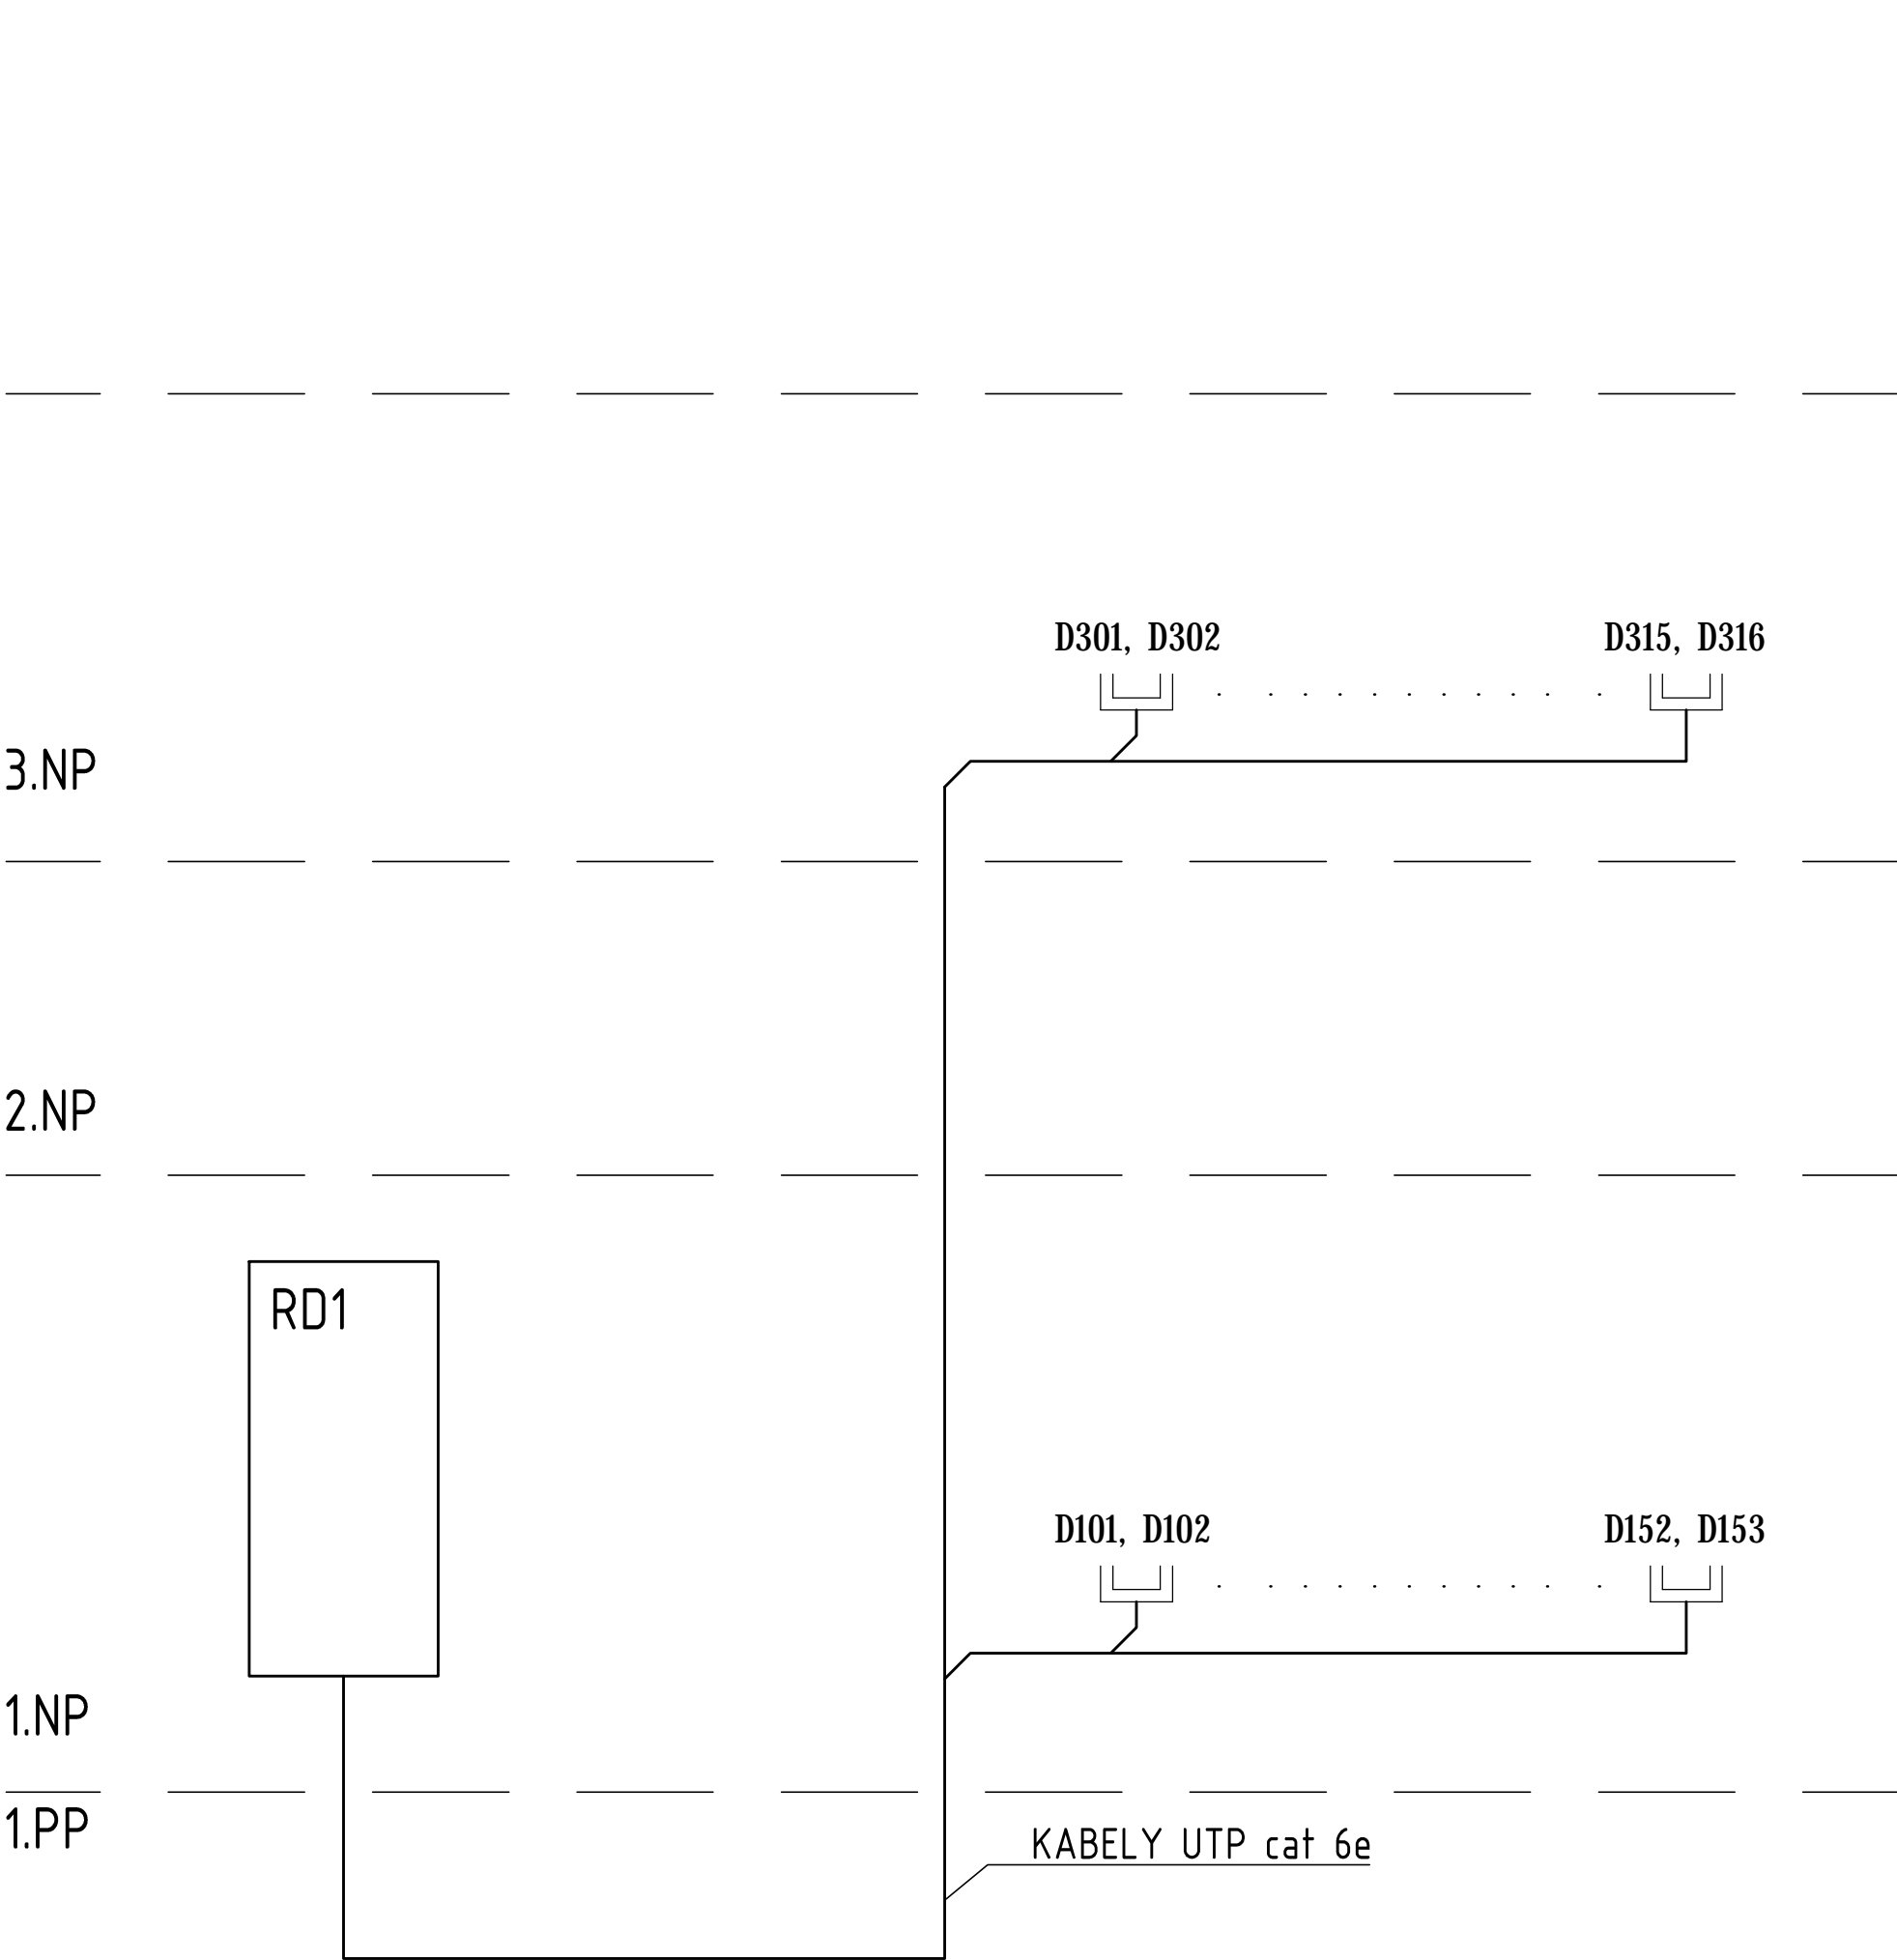 D301, D302
D315, D316
3.NP
2.NP
RD1
D101, D102
D152, D153
1.NP
1.PP
KABELY UTP cat 6e